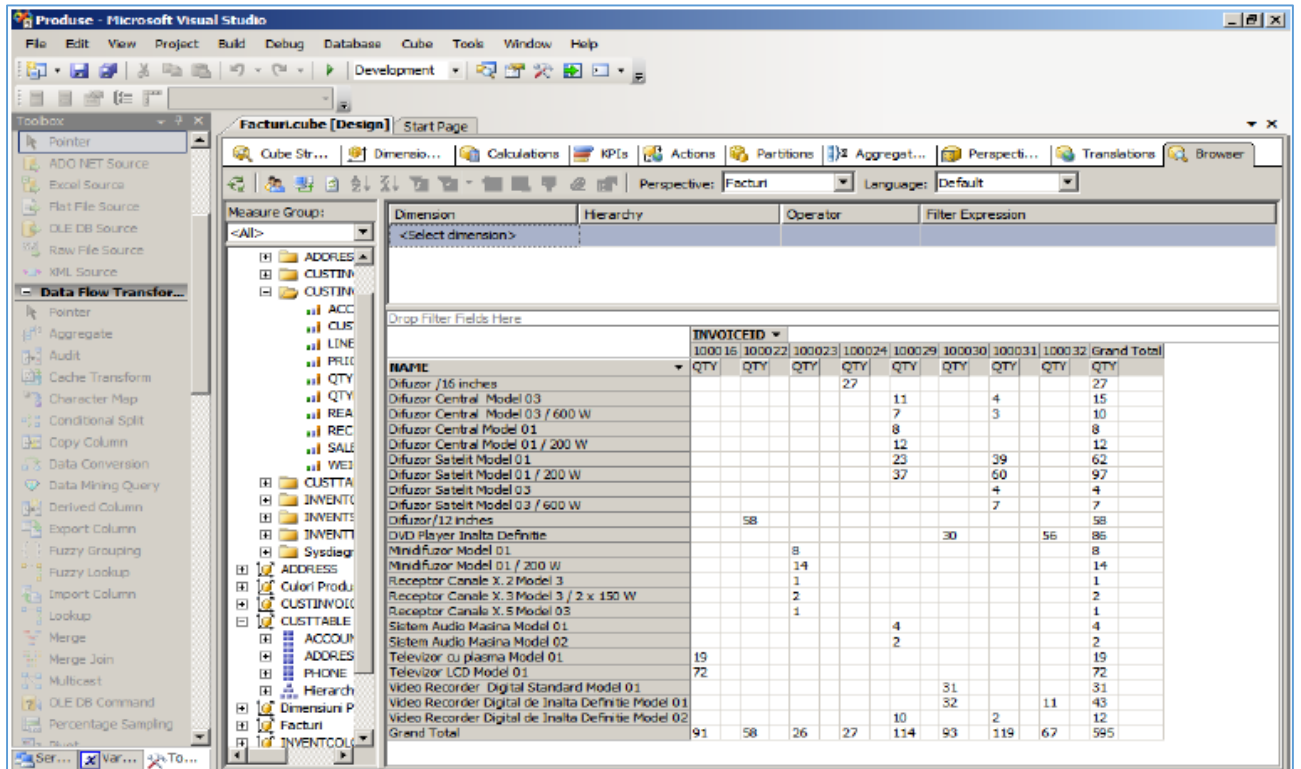 Produse - Microsoft Visual Studio
File Edit View Project Build Debug Database Cube Tools Window Help
Development
Toolbox
Facturi.cube [Design] Start Page
Pointer
ADO NET Source
Excel Source
Flat File Source
OLE DB Source
Raw File Source
XML Source
Data Flow Transfor...
Pointer
Aggregate
Audit
Cache Transform
Character Map
Conditional Split
Copy Column
Data Conversion
Data Mining Query
Derived Column
Export Column
Fuzzy Grouping
Fuzzy Lookup
Import Column
Lookup
Merge
Merge Join
Multicast
OLE DB Command
Percentage Sampling
Pivot
Ser... Var... To...
Cube Str... Dimensio... Calculations KPIs Actions Partitions Aggregat... Perspecti... Translations Browser
Perspective: Facturi Language: Default
Measure Group:
<All>
ADDRES
CUSTIN
CUSTIN
ACC
CUS
LINE
PRIC
QTY
QTY
REA
REC
SALE
WEI
CUSTTA
INVENTO
INVENTS
INVENTT
Sysdiagr
ADDRESS
Culori Produ
CUSTINVOIC
CUSTTABLE
ACCOUN
ADDRES
PHONE
Hierarch
Dimensiuni P
Facturi
INVENTCOLO
Dimension Hierarchy Operator Filter Expression
<Select dimension>
Drop Filter Fields Here
INVOICEID
100016 100022 100023 100024 100029 100030 100031 100032 Grand Total
NAME QTY QTY QTY QTY QTY QTY QTY QTY QTY
Difuzor /16 inches 27 27
Difuzor Central Model 03 11 4 15
Difuzor Central Model 03 / 600 W 7 3 10
Difuzor Central Model 01 8 8
Difuzor Central Model 01 / 200 W 12 12
Difuzor Satelit Model 01 23 39 62
Difuzor Satelit Model 01 / 200 W 37 60 97
Difuzor Satelit Model 03 4 4
Difuzor Satelit Model 03 / 600 W 7 7
Difuzor/12 inches 58 58
DVD Player Inalta Definitie 30 56 86
Minidifuzor Model 01 8 8
Minidifuzor Model 01 / 200 W 14 14
Receptor Canale X.2 Model 3 1 1
Receptor Canale X.3 Model 3 / 2 x 150 W 2 2
Receptor Canale X.5 Model 03 1 1
Sistem Audio Masina Model 01 4 4
Sistem Audio Masina Model 02 2 2
Televizor cu plasma Model 01 19 19
Televizor LCD Model 01 72 72
Video Recorder Digital Standard Model 01 31 31
Video Recorder Digital de Inalta Definitie Model 01 32 11 43
Video Recorder Digital de Inalta Definitie Model 02 10 2 12
Grand Total 91 58 26 27 114 93 119 67 595